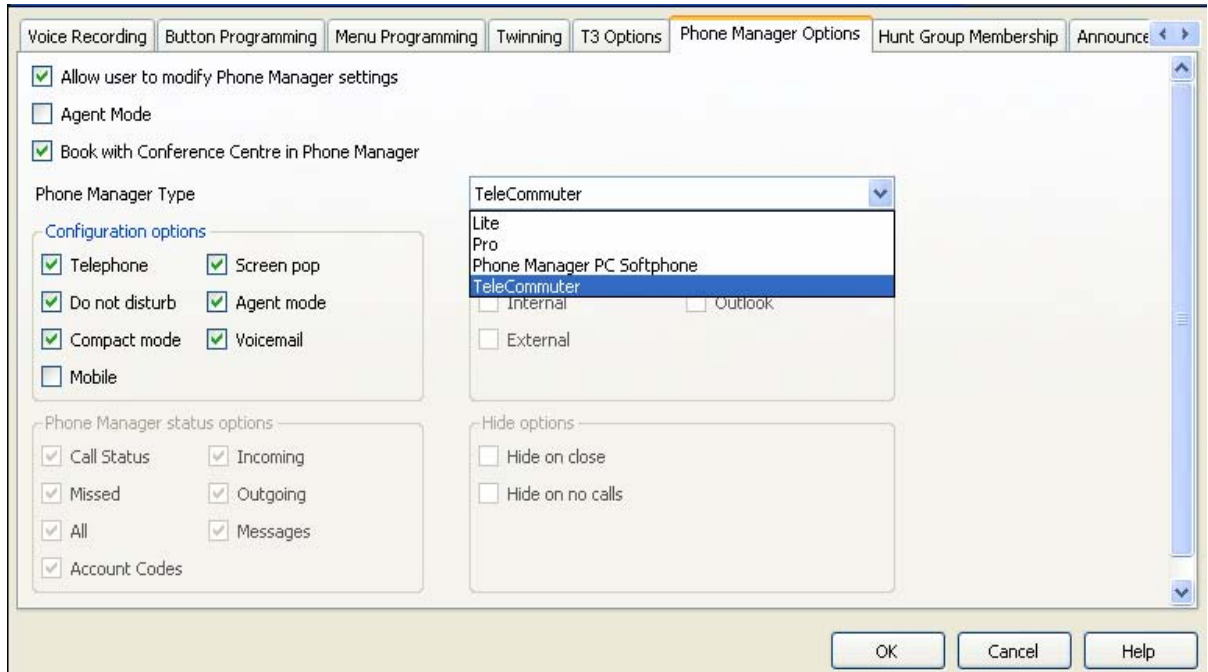 Voice Recording Button Programming Menu Programming Twinning T3 Options Phone Manager Options Hunt Group Membership Announce
Allow user to modify Phone Manager settings
Agent Mode
Book with Conference Centre in Phone Manager
Phone Manager Type TeleCommuter
Lite
Pro
Phone Manager PC Softphone
TeleCommuter
Configuration options
Telephone Screen pop
Do not disturb Agent mode
Compact mode Voicemail
Mobile
Internal Outlook
External
Phone Manager status options
Call Status Incoming
Missed Outgoing
All Messages
Account Codes
Hide options
Hide on close
Hide on no calls
OK Cancel Help